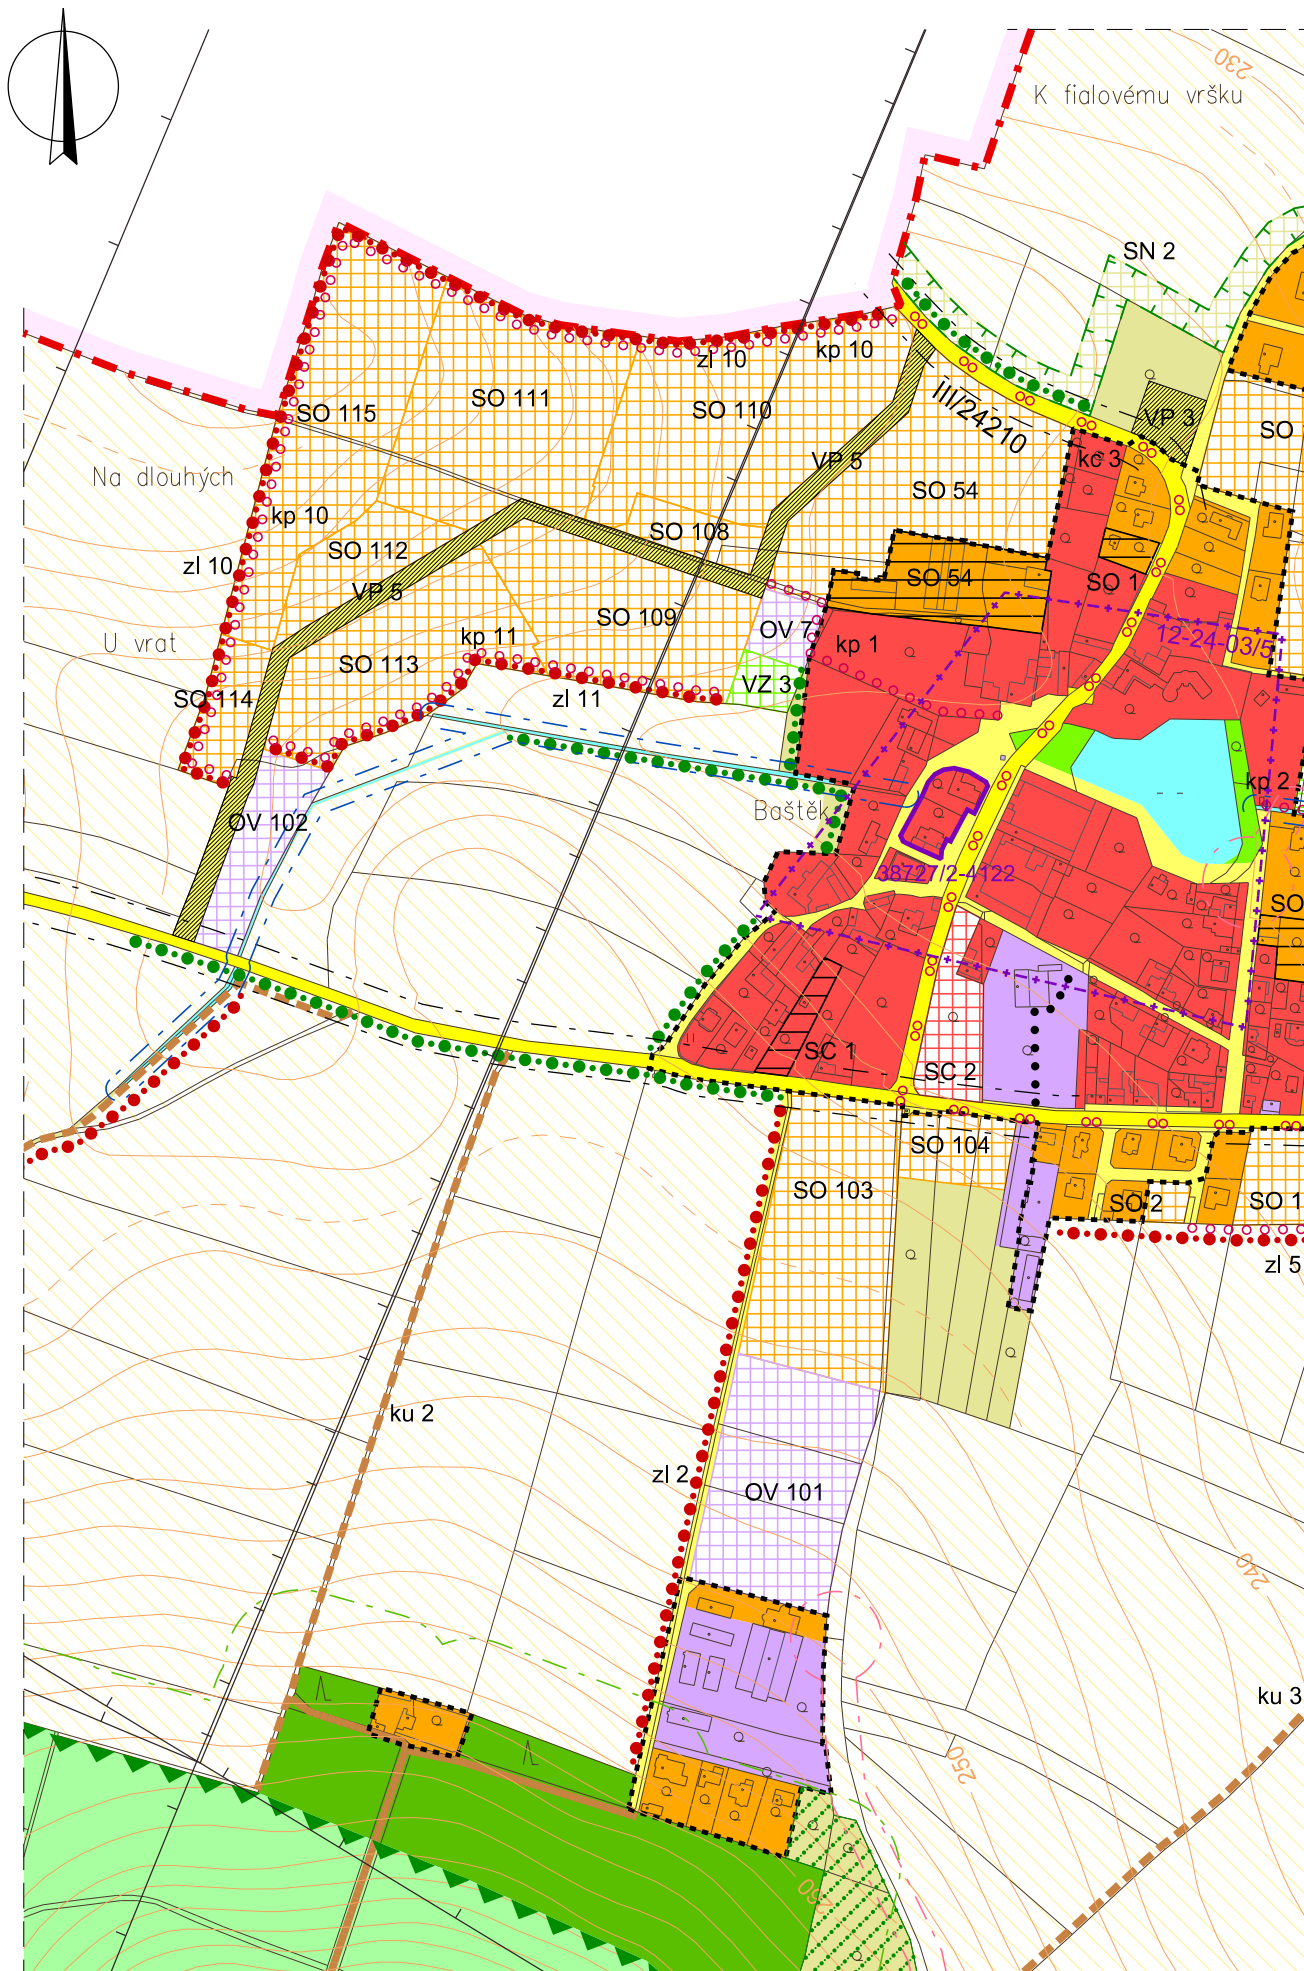 230
K fialovému vršku
SN 2
zl 10
kp 10
SO 115
SO 111
SO 110
III/24210
VP 3
SO
kc 3
Na dlouhých
VP 5
SO 54
kp 10
SO 112
SO 108
zl 10
VP 5
SO 54
SO 1
U vrat
kp 11
SO 109
OV 7
kp 1
12-24-03/5
SO 113
SO 114
zl 11
VZ 3
kp 2
OV 102
Baštěk
38727/2-4122
SO
SC 1
SC 2
SO 104
SO 103
SO 2
SO 1
zl 5
ku 2
zl 2
OV 101
240
ku 3
250
260